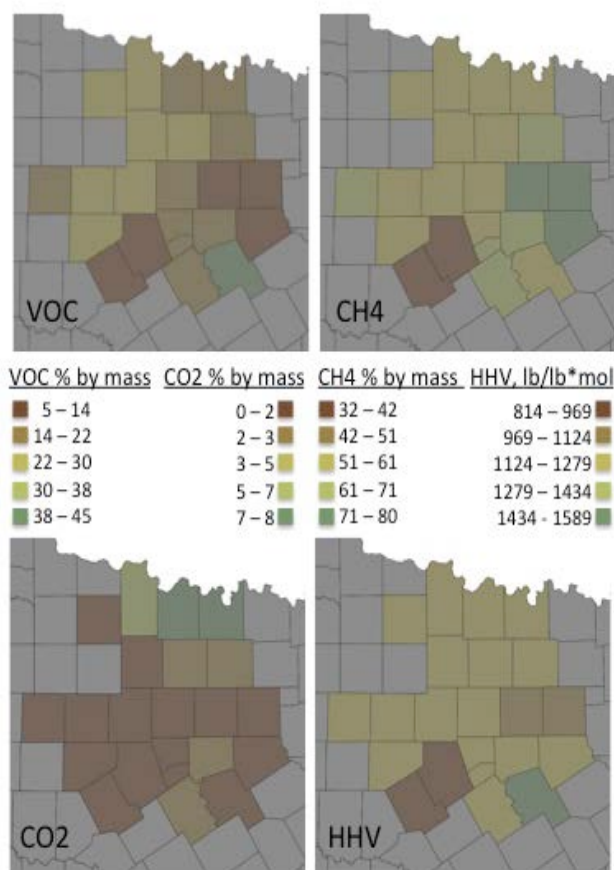 VOC
CH4
VOC % by mass
5 – 14
14 – 22
22 – 30
30 – 38
38 – 45
CO2 % by mass
0 – 2
2 – 3
3 – 5
5 – 7
7 – 8
CH4 % by mass
32 – 42
42 – 51
51 – 61
61 – 71
71 – 80
HHV, lb/lb*mol
814 – 969
969 – 1124
1124 – 1279
1279 – 1434
1434 - 1589
CO2
HHV